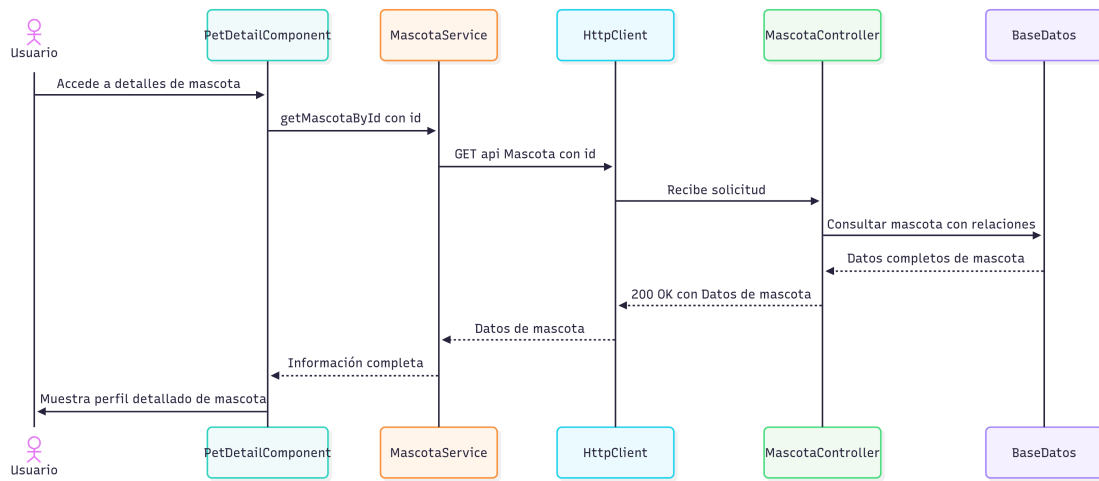 Usuario
PetDetailComponent
MascotaService
HttpClient
MascotaController
BaseDatos
Accede a detalles de mascota
getMascotaById con id
GET api Mascota con id
Recibe solicitud
Consultar mascota con relaciones
Datos completos de mascota
200 OK con Datos de mascota
Datos de mascota
Información completa
Muestra perfil detallado de mascota
Usuario
PetDetailComponent
MascotaService
HttpClient
MascotaController
BaseDatos